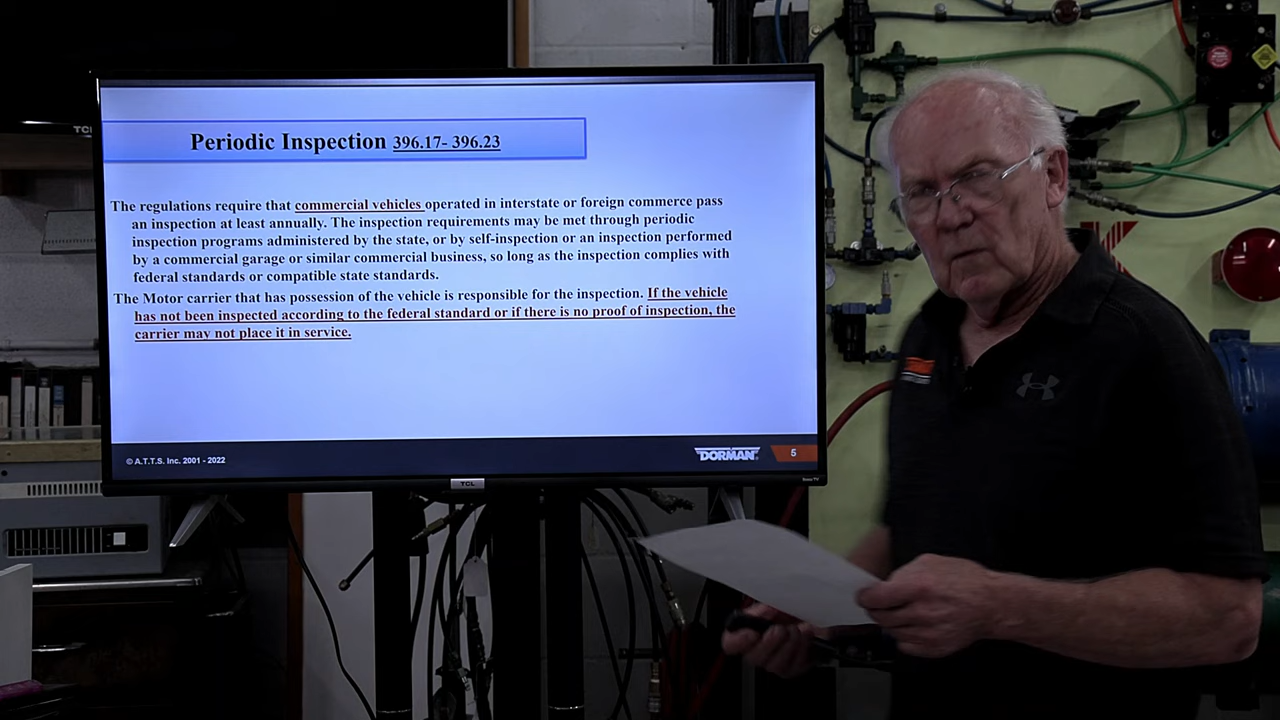 TCL
Periodic Inspection 396.17- 396.23
The regulations require that commercial vehicles operated in interstate or foreign commerce pass
an inspection at least annually. The inspection requirements may be met through periodic
inspection programs administered by the state, or by self-inspection or an inspection performed
by a commercial garage or similar commercial business, so long as the inspection complies with
federal standards or compatible state standards.
The Motor carrier that has possession of the vehicle is responsible for the inspection. If the vehicle
has not been inspected according to the federal standard or if there is no proof of inspection, the
carrier may not place it in service.
© A.T.T.S. Inc. 2001 - 2022
DORMAN
5
TCL
Roku TV